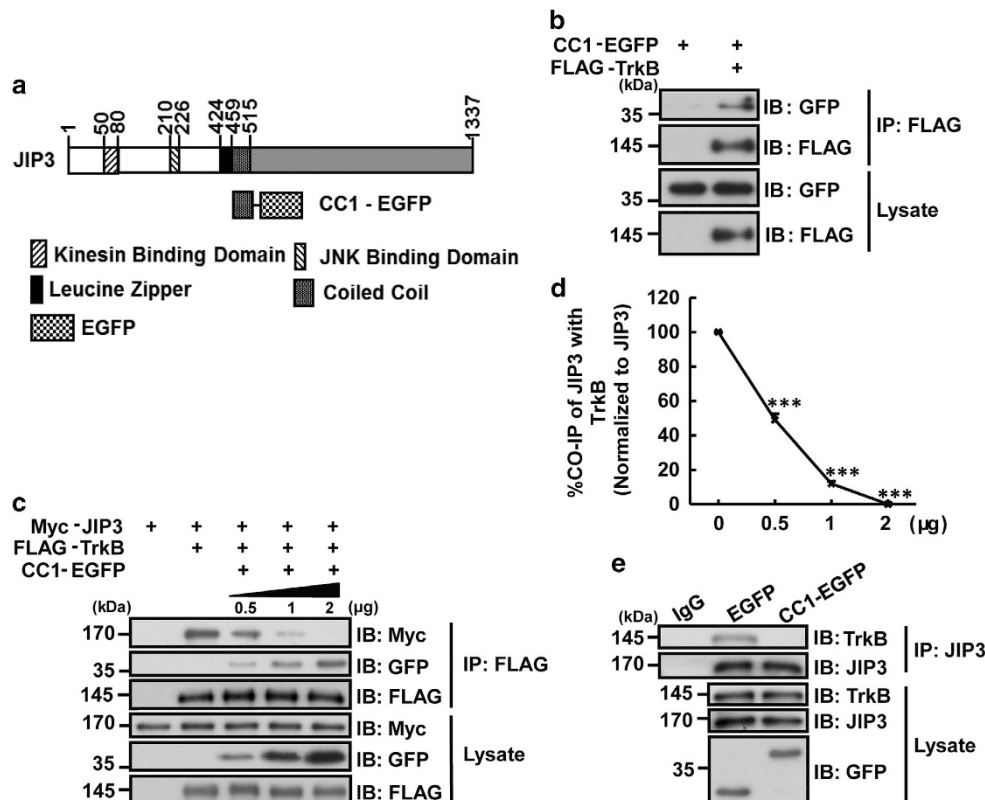 a
1
50
80
210
226
424
459
515
1337
JIP3
CC1 - EGFP
Kinesin Binding Domain
JNK Binding Domain
Leucine Zipper
Coiled Coil
EGFP
b
CC1-EGFP + +
FLAG-TrkB +
(kDa)
35 IB: GFP
145 IB: FLAG
IP: FLAG
35 IB: GFP
145 IB: FLAG
Lysate
c
Myc-JIP3 + + + + +
FLAG-TrkB + + + +
CC1-EGFP + + +
(kDa) 0.5 1 2 (μg)
170 IB: Myc
35 IB: GFP
145 IB: FLAG
IP: FLAG
170 IB: Myc
35 IB: GFP
145 IB: FLAG
Lysate
d
%CO-IP of JIP3 with
TrkB
(Normalized to JIP3)
120
100
80
60
40
20
0
***
***
***
0 0.5 1 2 (μg)
e
(kDa) IgG EGFP CC1-EGFP
145 IB: TrkB
170 IB: JIP3
IP: JIP3
145 IB: TrkB
170 IB: JIP3
35 IB: GFP
Lysate